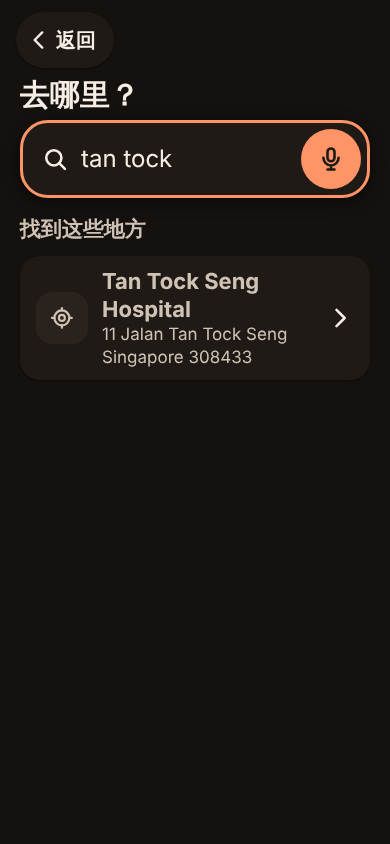 返回
去哪里？
tan tock
找到这些地方
Tan Tock Seng
Hospital
11 Jalan Tan Tock Seng
Singapore 308433